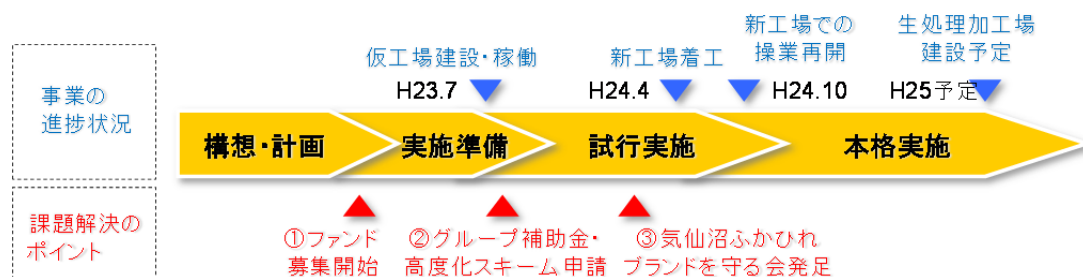 事業の
進捗状況
仮工場建設・稼働
H23.7
新工場着工
H24.4
新工場での
操業再開
H24.10
生処理加工場
建設予定
H25予定
構想・計画
実施準備
試行実施
本格実施
課題解決の
ポイント
①ファンド
募集開始
②グループ補助金・
高度化スキーム申請
③気仙沼ふかひれ
ブランドを守る会発足